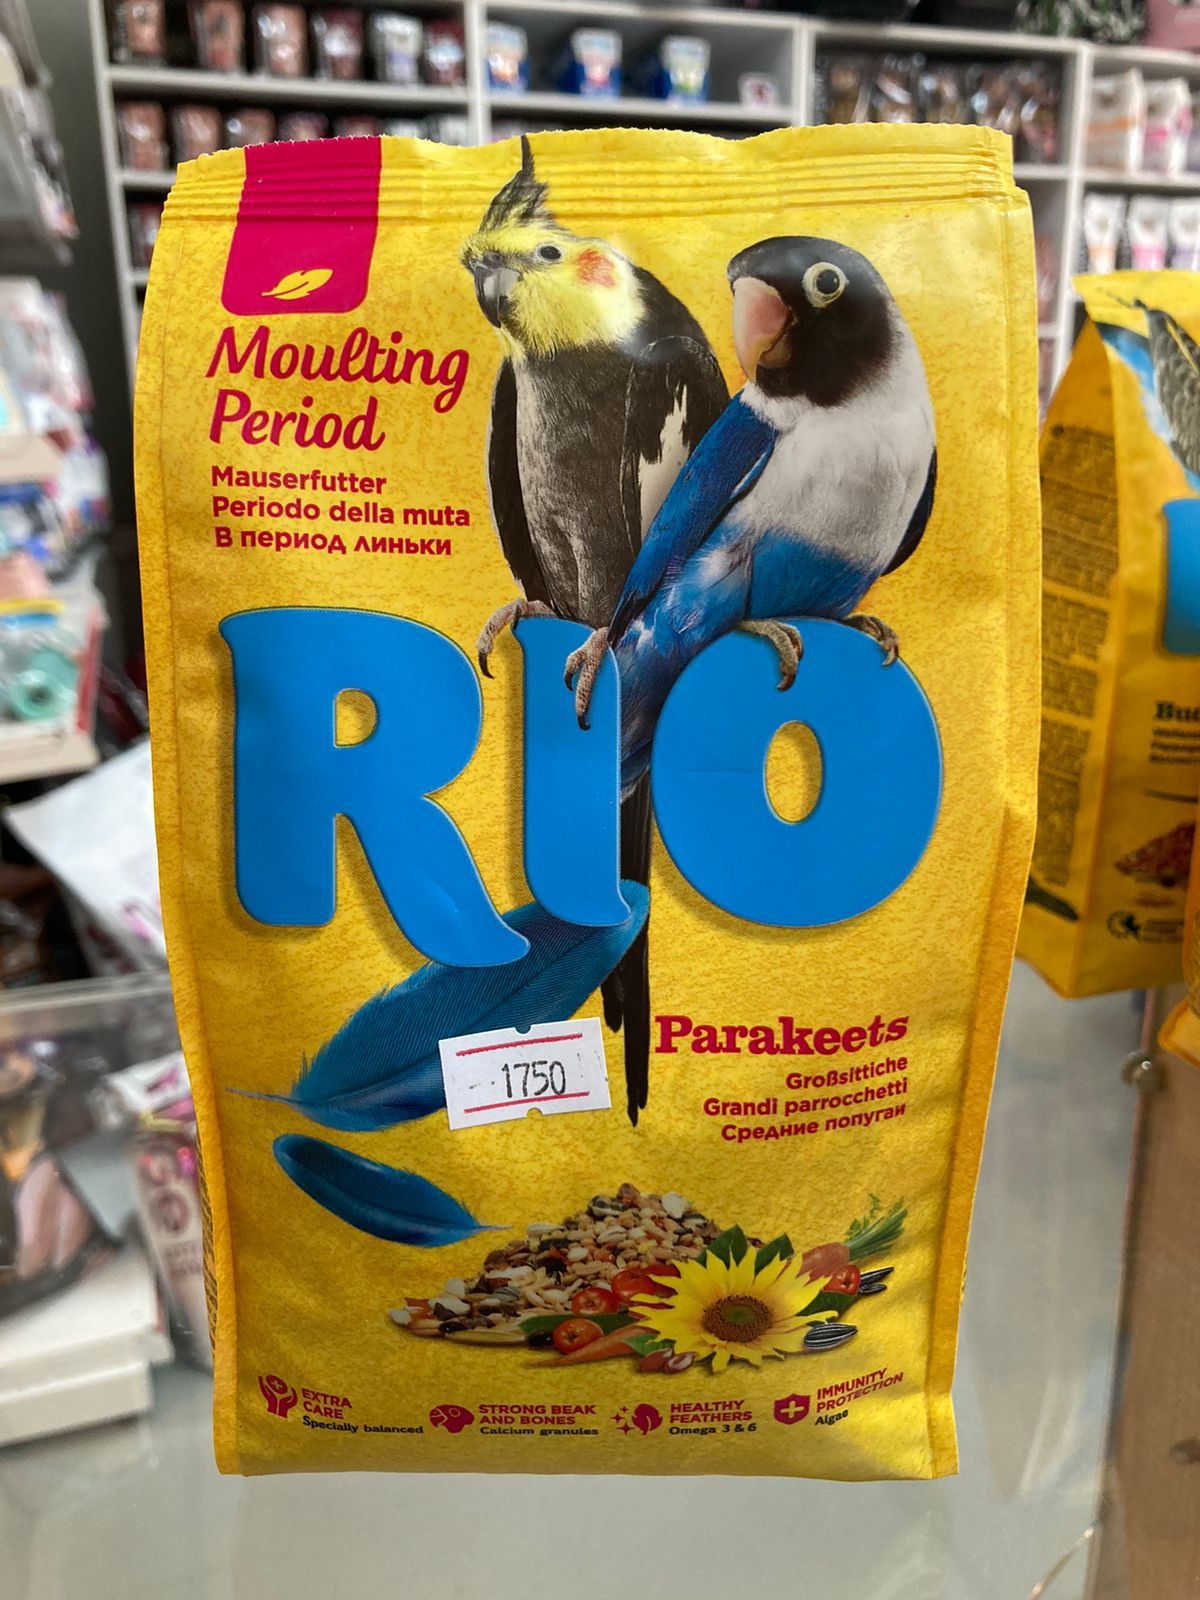 Moulting
Period
Mauserfutter
Periodo della muta
В период линьки
RIO
1750
Parakeets
Großsittiche
Grandi parrocchetti
Средние попугаи
EXTRA
CARE
Specially balanced
STRONG BEAK
AND BONES
Calcium granules
HEALTHY
FEATHERS
Omega 3 & 6
IMMUNITY
PROTECTION
Algae